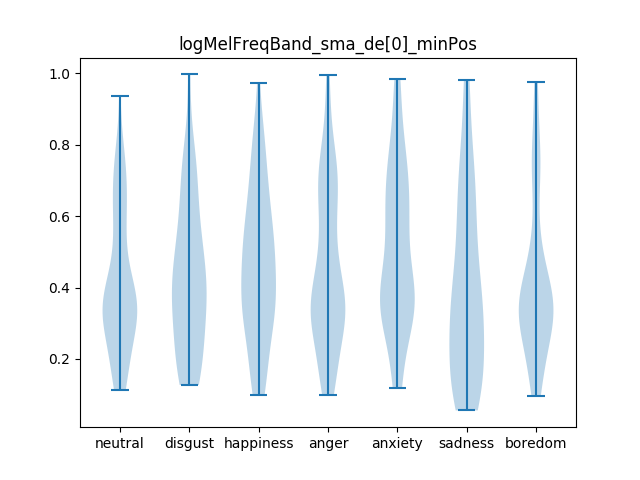 logMelFreqBand_sma_de[0]_minPos
1.0
0.8
0.6
0.4
0.2
neutral disgust happiness anger anxiety sadness boredom